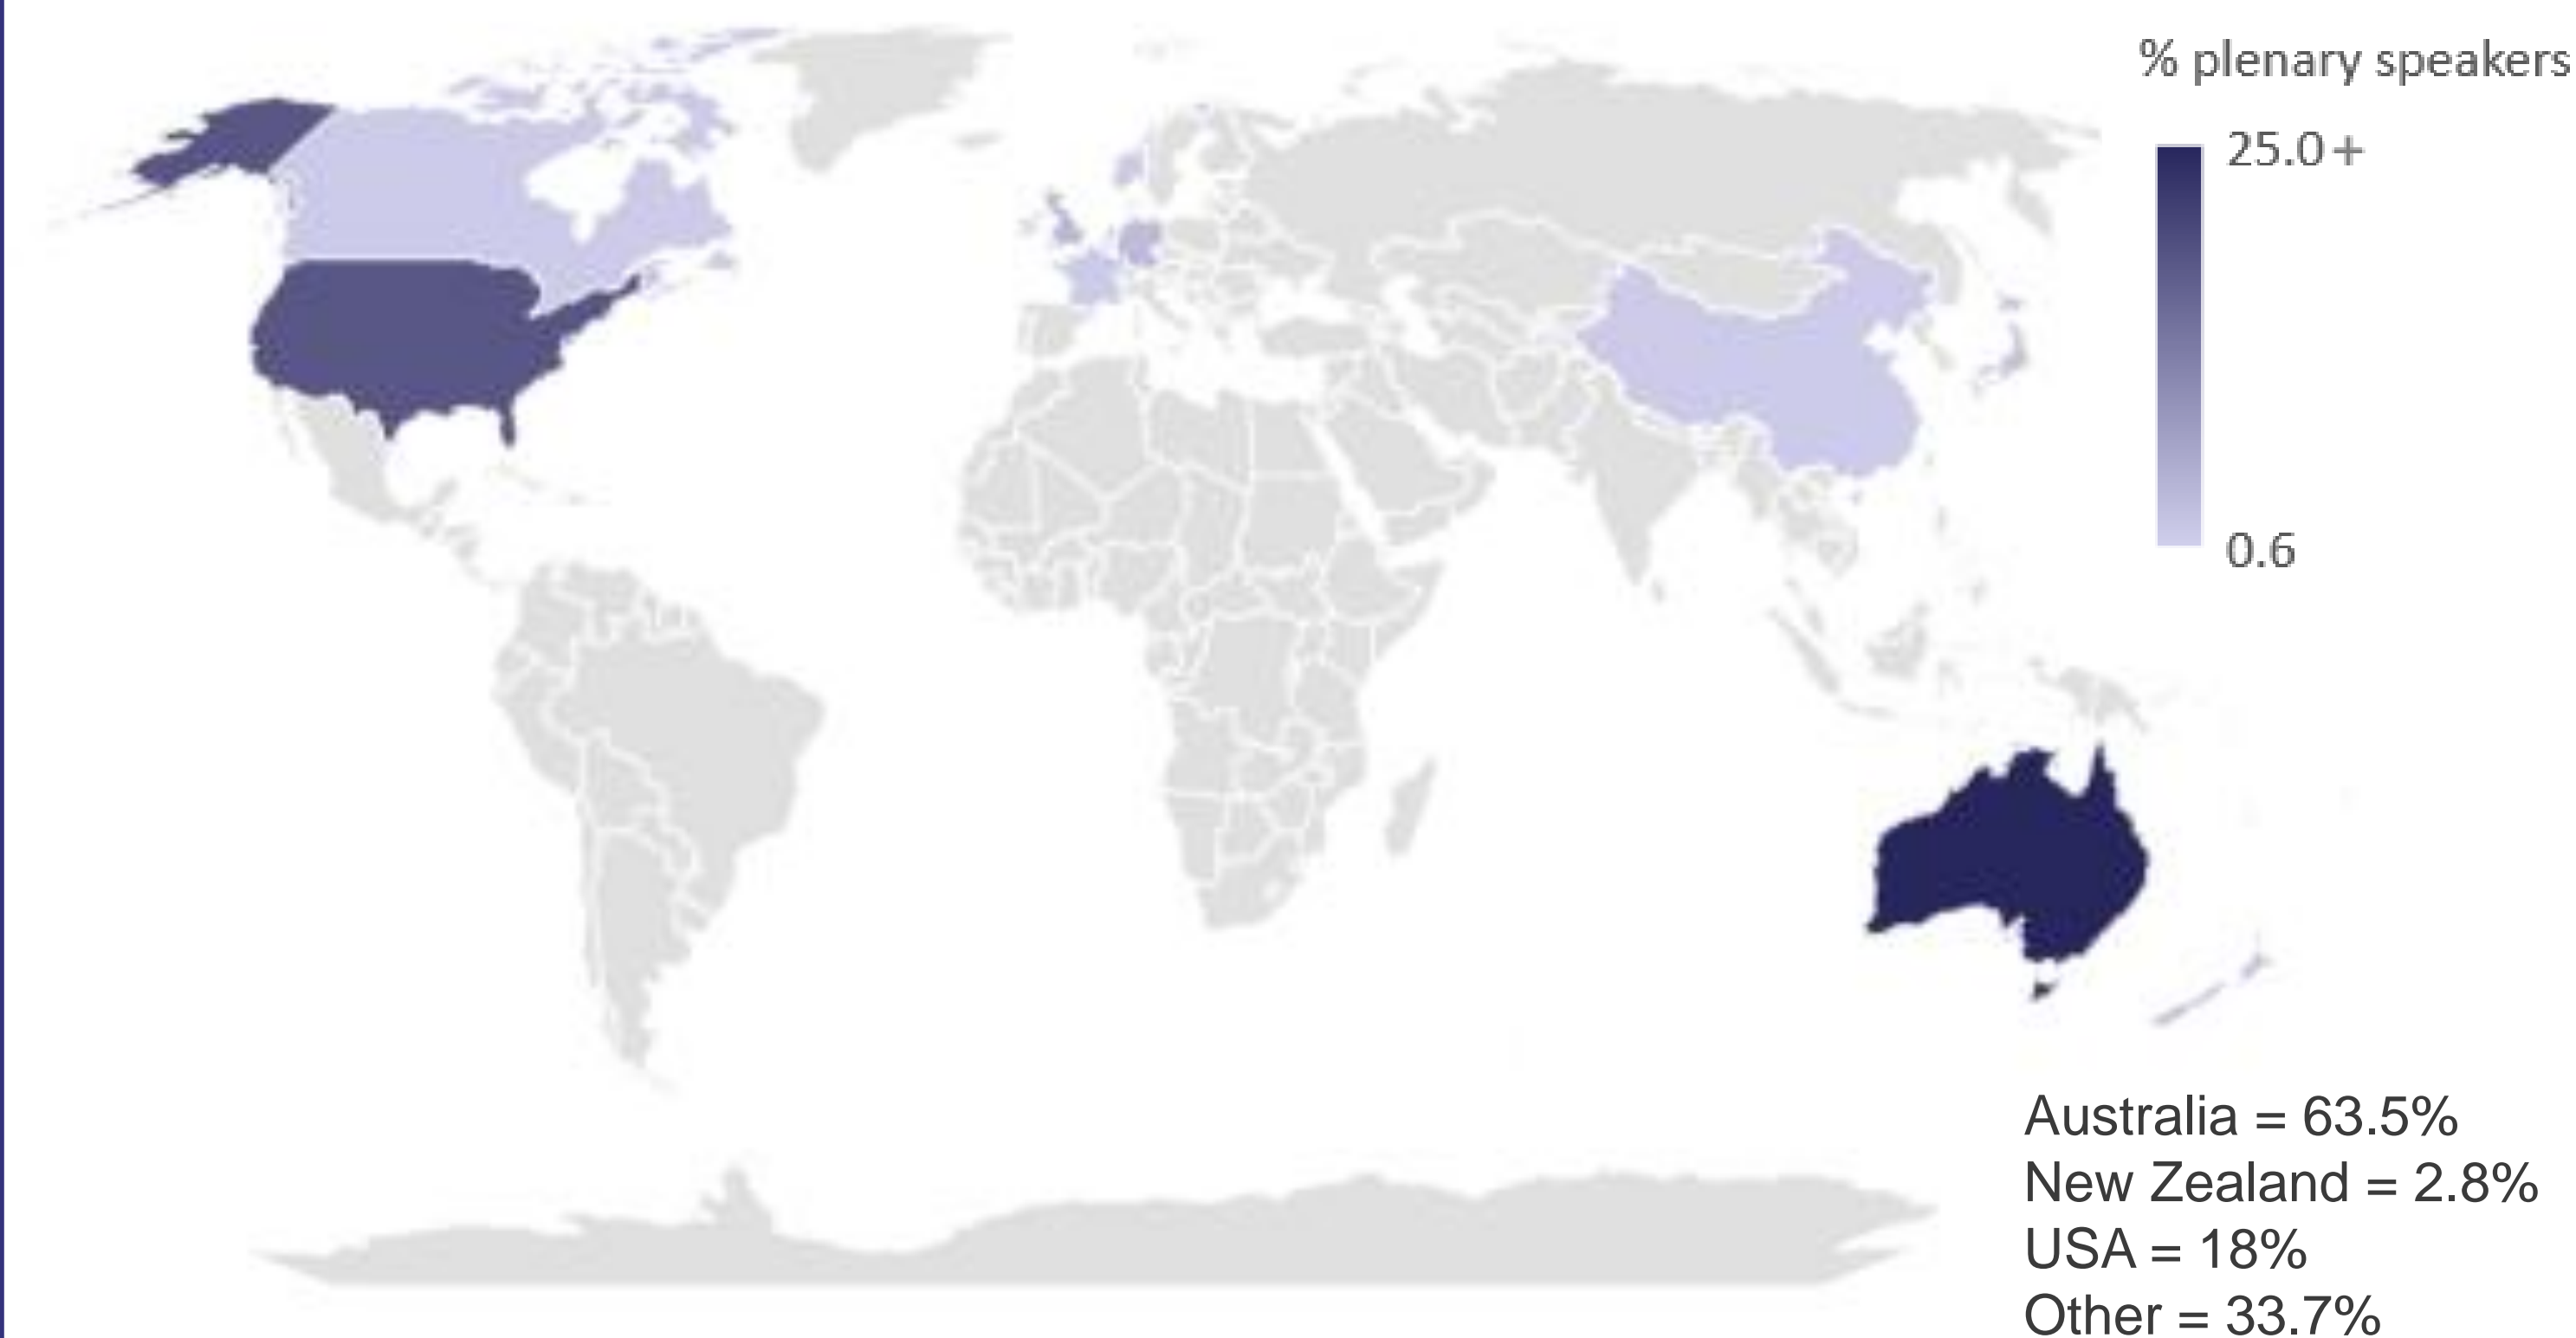 % plenary speakers
25.0+
0.6
Australia = 63.5%
New Zealand = 2.8%
USA = 18%
Other = 33.7%